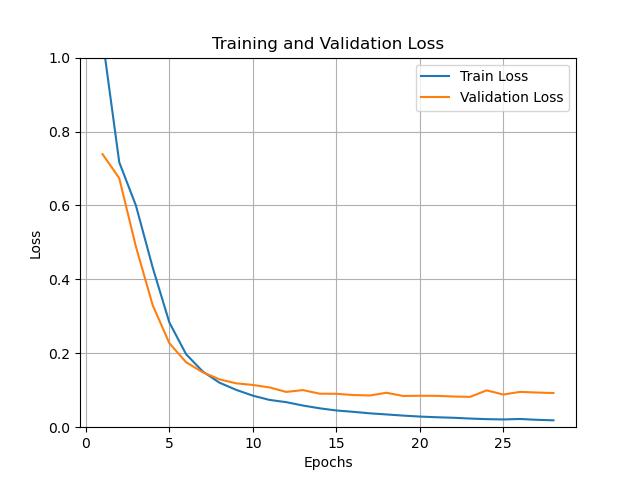 Training and Validation Loss
Train Loss
Validation Loss
1.0
0.8
0.6
0.4
0.2
0.0
Loss
0 5 10 15 20 25
Epochs